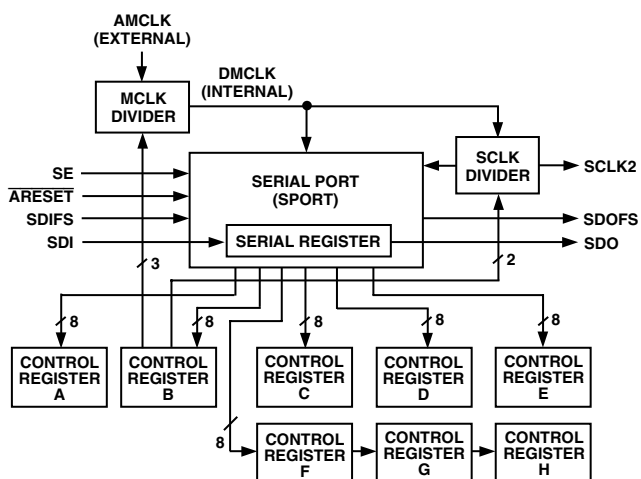 AMCLK
(EXTERNAL)
DMCLK
(INTERNAL)
MCLK
DIVIDER
SE
ARESET
SDIFS
SDI
SERIAL PORT
(SPORT)
SERIAL REGISTER
SCLK
DIVIDER
SCLK2
SDOFS
SDO
3
2
8
8
8
8
8
CONTROL
REGISTER
A
CONTROL
REGISTER
B
CONTROL
REGISTER
C
CONTROL
REGISTER
D
CONTROL
REGISTER
E
8
CONTROL
REGISTER
F
CONTROL
REGISTER
G
CONTROL
REGISTER
H